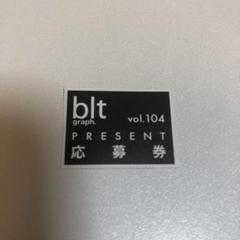 blt
graph. vol.104
PRESENT
応募券